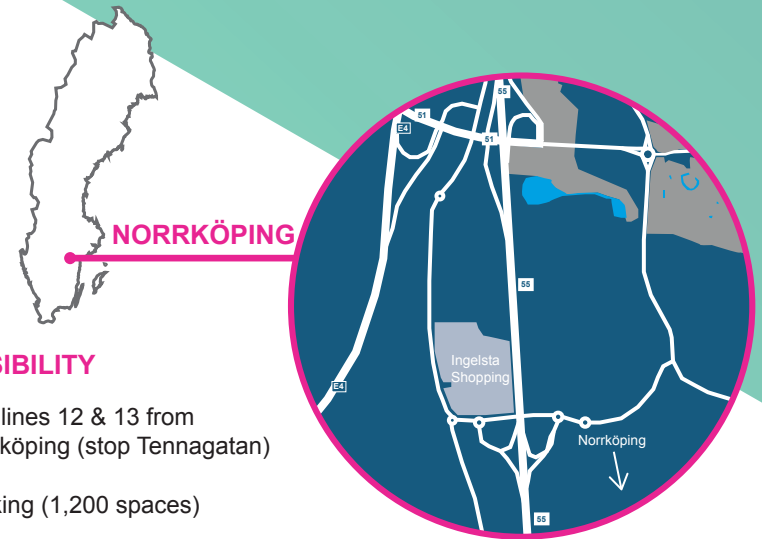 NORRKÖPING
SIBILITY
lines 12 & 13 from
köping (stop Tennagatan)
king (1,200 spaces)
55
51
E4
51
55
Ingelsta
Shopping
E4
Norrköping
55